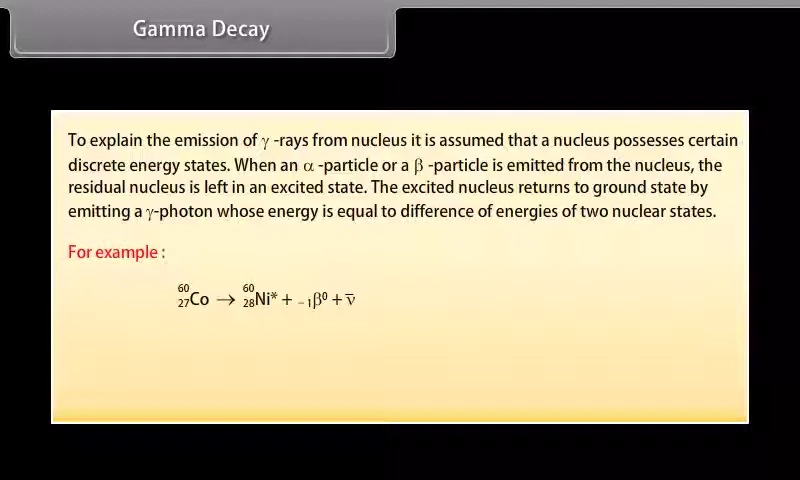 Gamma Decay
To explain the emission of γ -rays from nucleus it is assumed that a nucleus possesses certain
discrete energy states. When an α -particle or a β -particle is emitted from the nucleus, the
residual nucleus is left in an excited state. The excited nucleus returns to ground state by
emitting a γ-photon whose energy is equal to difference of energies of two nuclear states.
For example :
⁶⁰₂₇Co → ⁶⁰₂₈Ni* + ₋₁β⁰ + ν̅